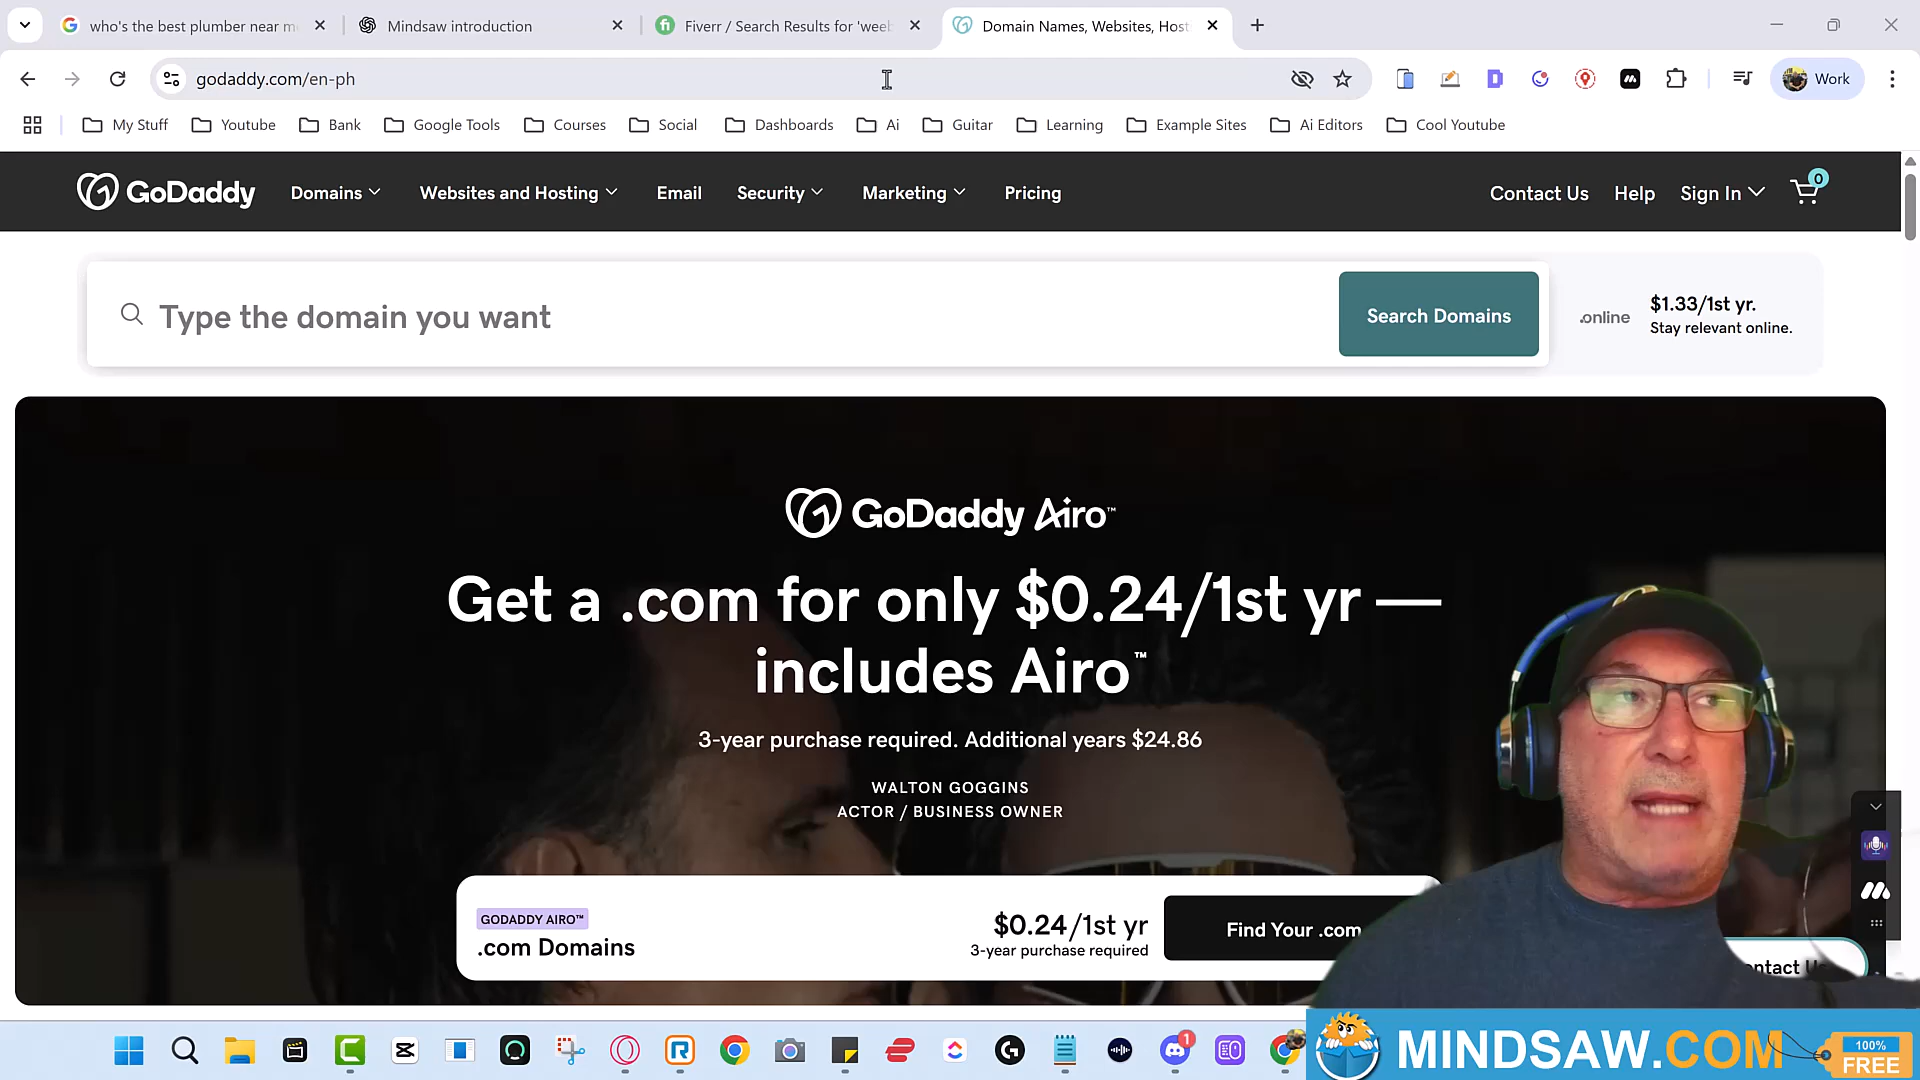 who's the best plumber near m
Mindsaw introduction
Fiverr / Search Results for 'weeb
Domain Names, Websites, Host
godaddy.com/en-ph
Work
My Stuff
Youtube
Bank
Google Tools
Courses
Social
Dashboards
Ai
Guitar
Learning
Example Sites
Ai Editors
Cool Youtube
GoDaddy
Domains
Websites and Hosting
Email
Security
Marketing
Pricing
Contact Us
Help
Sign In
0
Type the domain you want
Search Domains
.online
$1.33/1st yr.
Stay relevant online.
GoDaddy Airo™
Get a .com for only $0.24/1st yr —
includes Airo™
3-year purchase required. Additional years $24.86
WALTON GOGGINS
ACTOR / BUSINESS OWNER
GODADDY AIRO™
.com Domains
$0.24/1st yr
3-year purchase required
Find Your .com
ontact U
1
MINDSAW.COM
100%
FREE